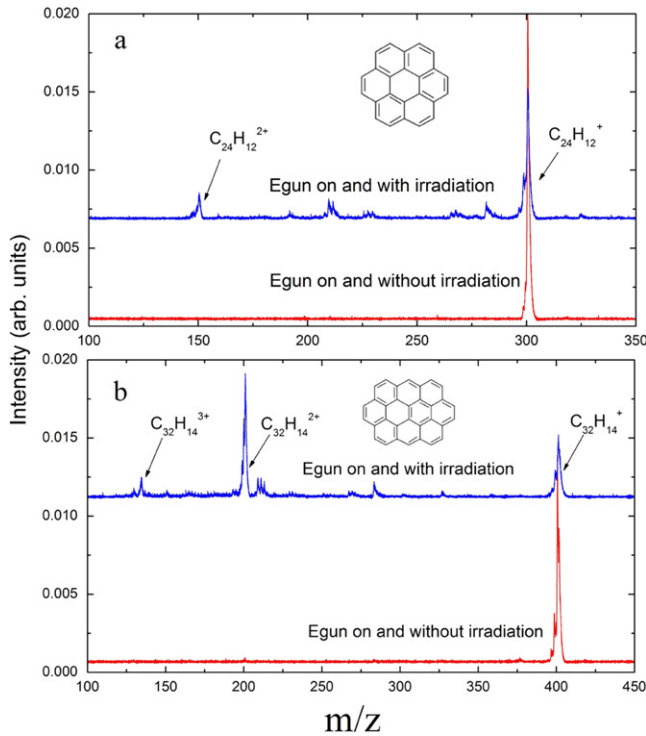 0.020
a
0.015
C₂₄H₁₂²⁺
C₂₄H₁₂⁺
0.010
Egun on and with irradiation
0.005
Egun on and without irradiation
0.000
100 150 200 250 300 350
Intensity (arb. units)
0.020
b
0.015
C₃₂H₁₄³⁺
C₃₂H₁₄²⁺
C₃₂H₁₄⁺
Egun on and with irradiation
0.010
0.005
Egun on and without irradiation
0.000
100 150 200 250 300 350 400 450
m/z